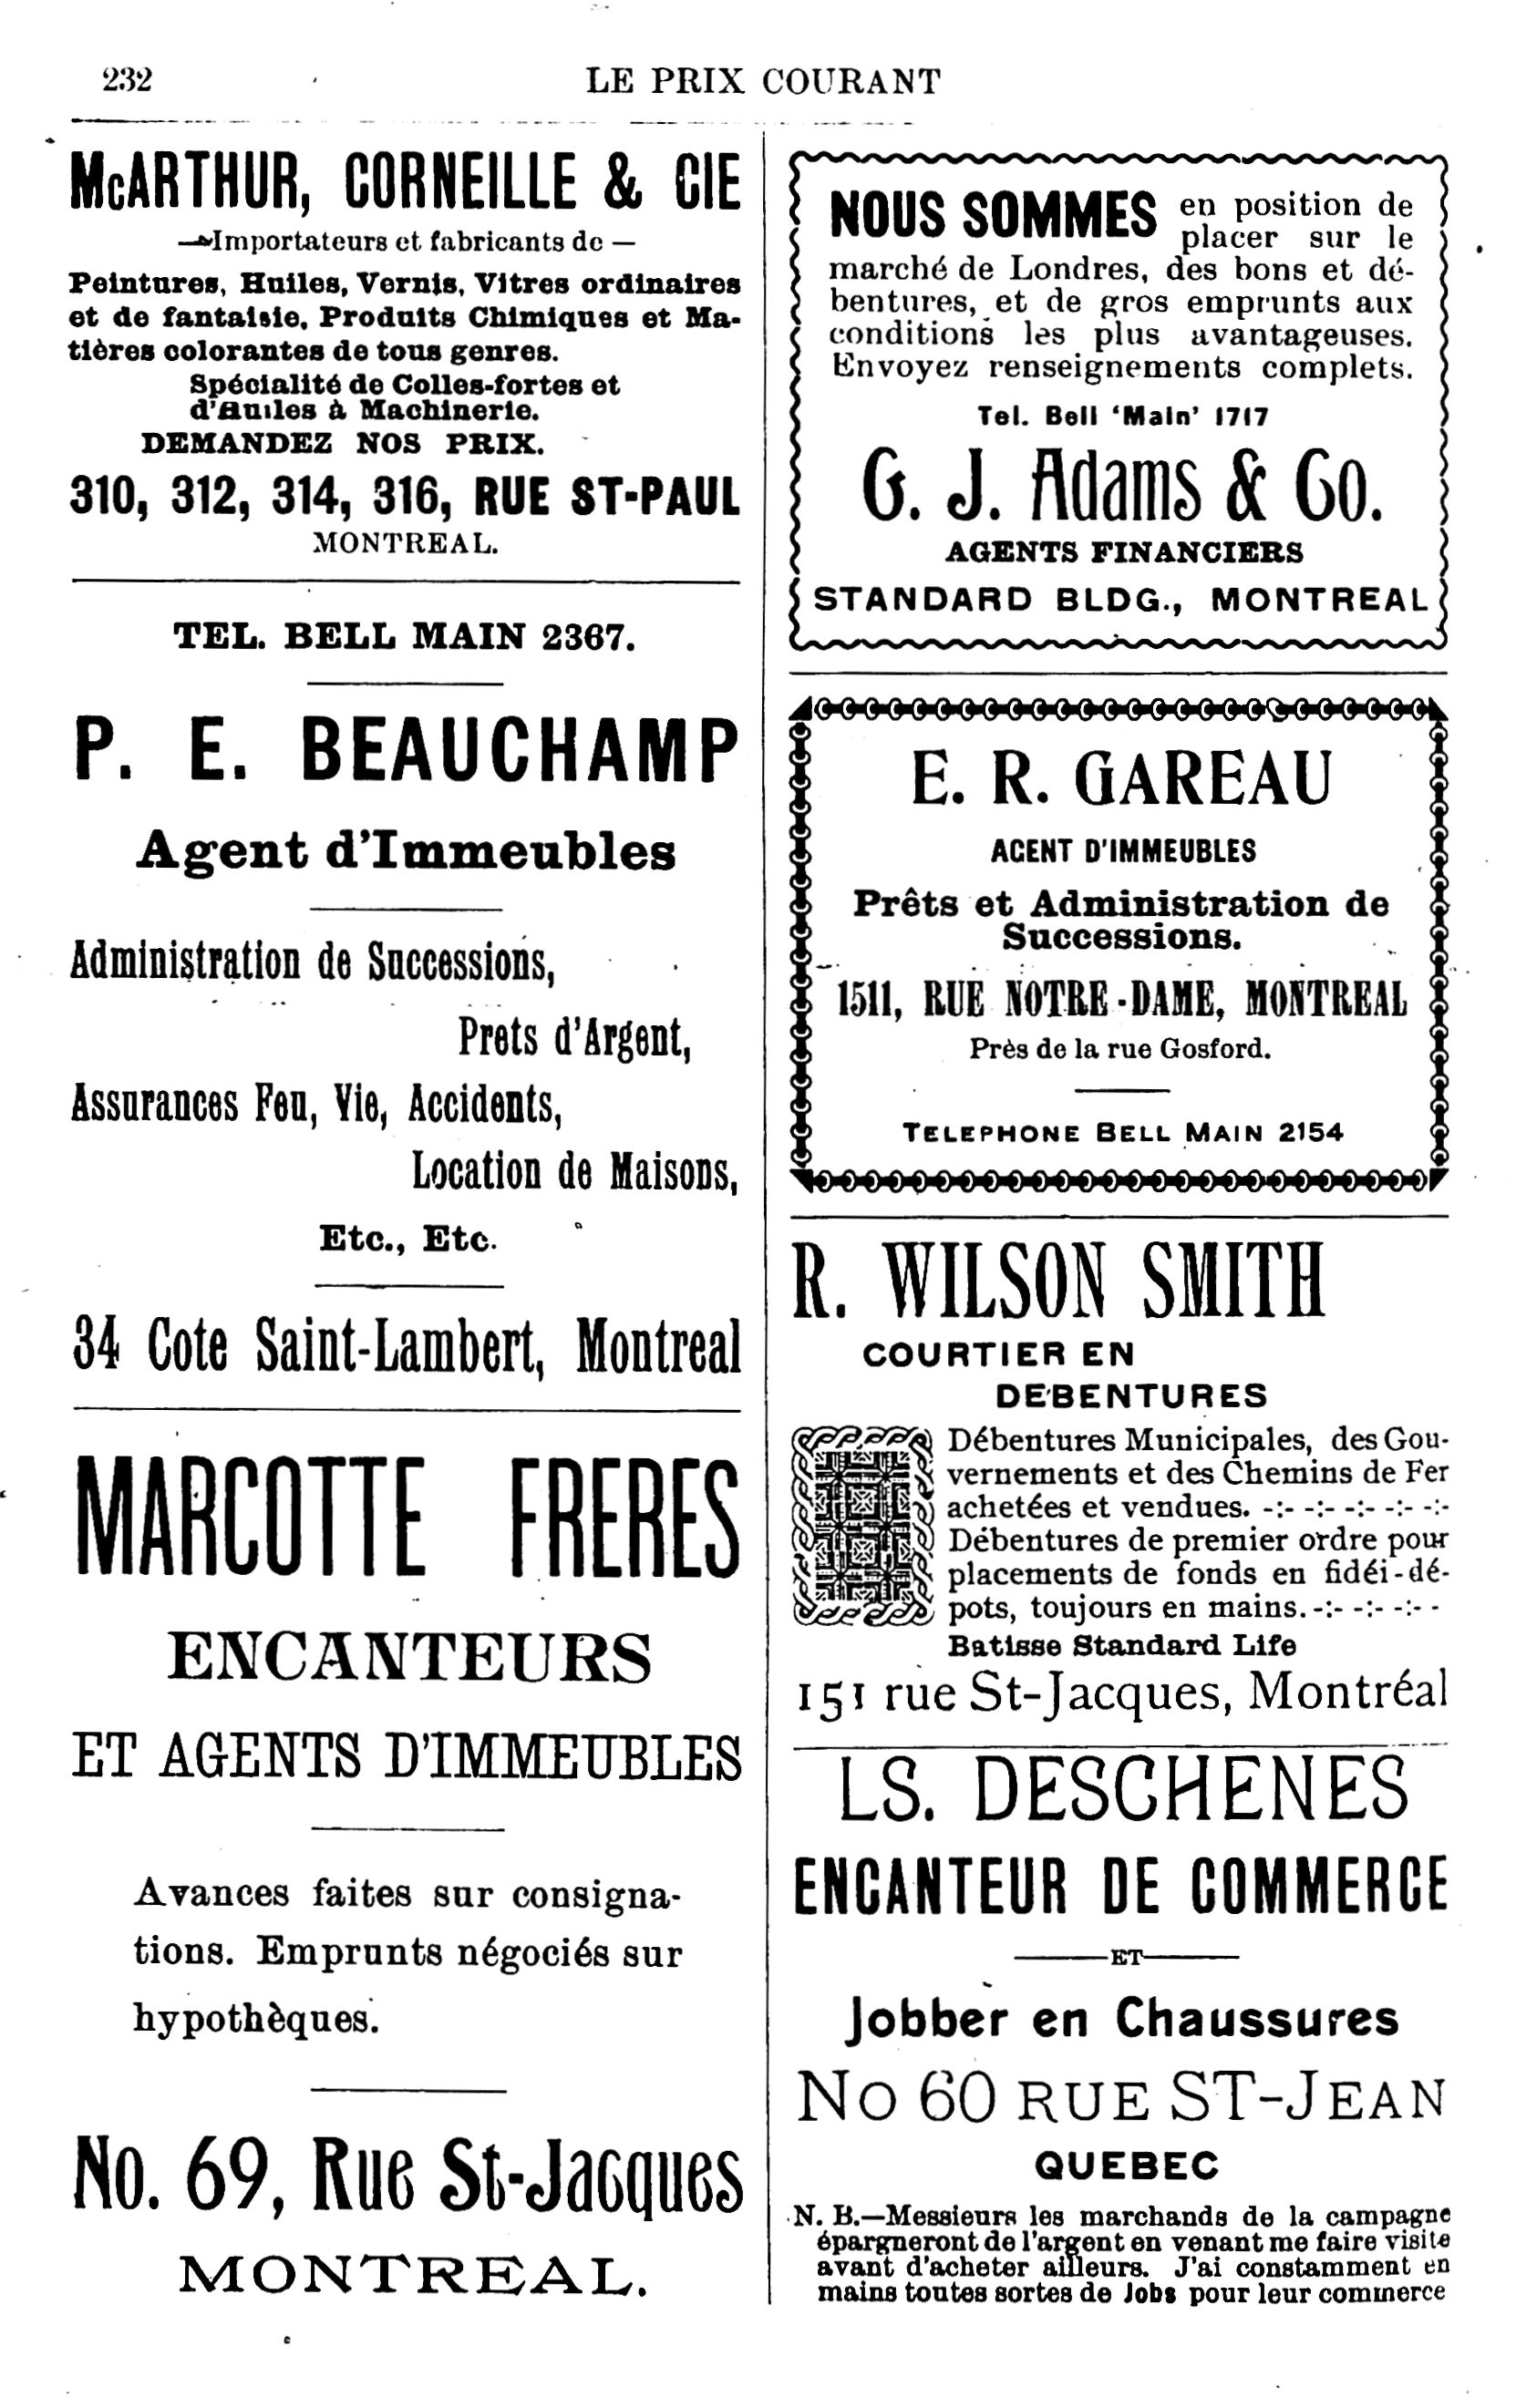 232
LE PRIX COURANT
McARTHUR, CORNEILLE & CIE
Importateurs et fabricants de —
Peintures, Huiles, Vernis, Vitres ordinaires
et de fantaisie, Produits Chimiques et Ma-
tières colorantes de tous genres.
Spécialité de Colles-fortes et
d'Huiles à Machinerie.
DEMANDEZ NOS PRIX.
310, 312, 314, 316, RUE ST-PAUL
MONTREAL.
TEL. BELL MAIN 2367.
P. E. BEAUCHAMP
Agent d'Immeubles
Administration de Successions,
Prets d'Argent,
Assurances Feu, Vie, Accidents,
Location de Maisons,
Etc., Etc.
34 Cote Saint-Lambert, Montreal
MARCOTTE FRERES
ENCANTEURS
ET AGENTS D'IMMEUBLES
Avances faites sur consigna-
tions. Emprunts négociés sur
hypothèques.
No. 69, Rue St-Jacques
MONTREAL.
NOUS SOMMES en position de
placer sur le
marché de Londres, des bons et dé-
bentures, et de gros emprunts aux
conditions les plus avantageuses.
Envoyez renseignements complets.
Tel. Bell 'Main' 1717
G. J. Adams & Co.
AGENTS FINANCIERS
STANDARD BLDG., MONTREAL
E. R. GAREAU
AGENT D'IMMEUBLES
Prêts et Administration de
Successions.
1511, RUE NOTRE-DAME, MONTREAL
Près de la rue Gosford.
TELEPHONE BELL MAIN 2154
R. WILSON SMITH
COURTIER EN
DEBENTURES
Débentures Municipales, des Gou-
vernements et des Chemins de Fer
achetées et vendues. -:- -:- -:- -:- -:-
Débentures de premier ordre pour
placements de fonds en fidéi-dé-
pots, toujours en mains. -:- -:- -:- -
Batisse Standard Life
151 rue St-Jacques, Montréal
LS. DESCHENES
ENCANTEUR DE COMMERCE
ET
Jobber en Chaussures
No 60 RUE ST-JEAN
QUEBEC
N. B.—Messieurs les marchands de la campagne
épargneront de l'argent en venant me faire visite
avant d'acheter ailleurs. J'ai constamment en
mains toutes sortes de Jobs pour leur commerce